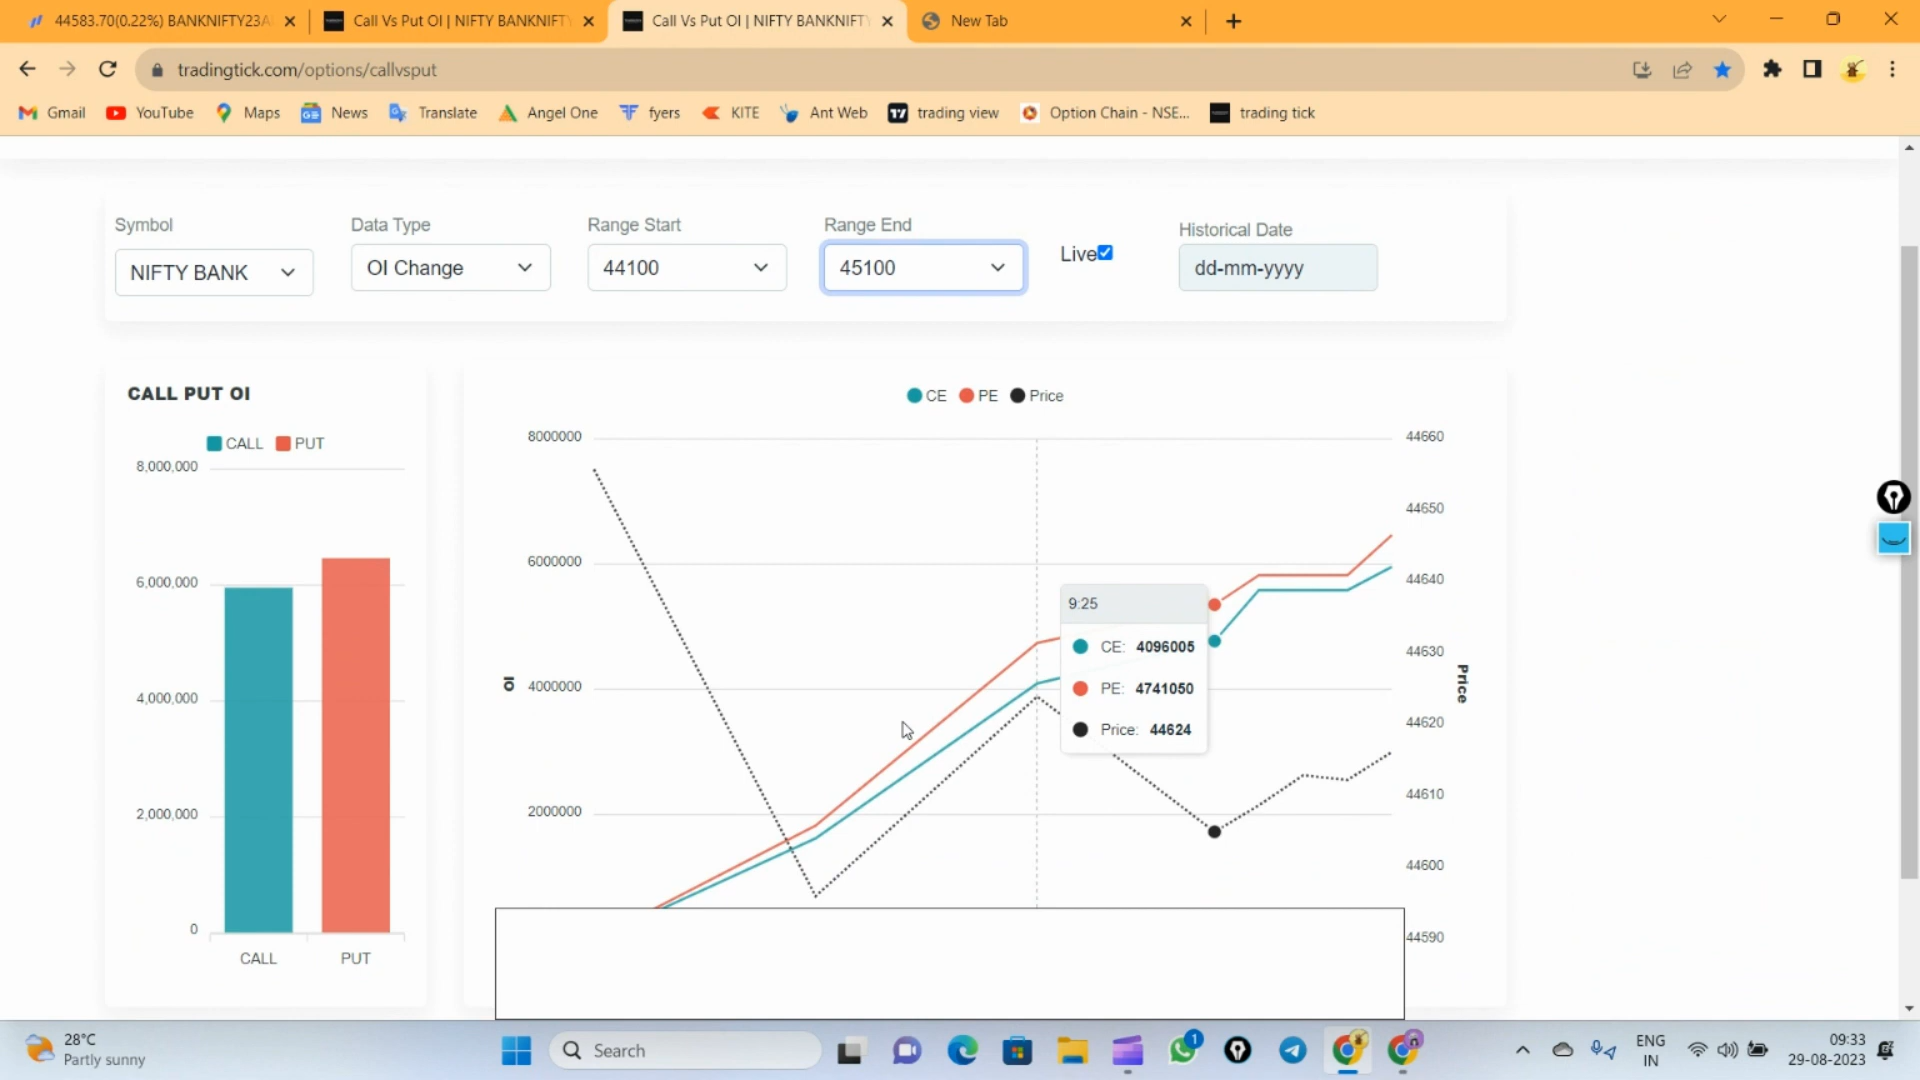 44583.70(0.22%) BANKNIFTY23A
Call Vs Put OI | NIFTY BANKNIFTY
Call Vs Put OI | NIFTY BANKNIFTY
New Tab
tradingtick.com/options/callvsput
Gmail
YouTube
Maps
News
Translate
Angel One
fyers
KITE
Ant Web
trading view
Option Chain - NSE...
trading tick
Symbol
Data Type
Range Start
Range End
Live
Historical Date
NIFTY BANK
OI Change
44100
45100
dd-mm-yyyy
CALL PUT OI
CALL
PUT
8,000,000
6,000,000
4,000,000
2,000,000
0
CALL
PUT
CE
PE
Price
8000000
6000000
4000000
2000000
OI
44660
44650
44640
44630
44620
44610
44600
44590
Price
9:25
CE: 4096005
PE: 4741050
Price: 44624
28°C
Partly sunny
Search
1
ENG
IN
09:33
29-08-2023